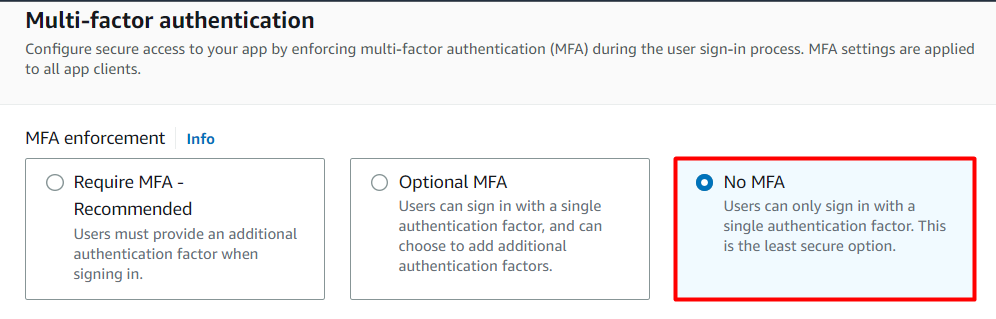 Multi-factor authentication
Configure secure access to your app by enforcing multi-factor authentication (MFA) during the user sign-in process. MFA settings are applied
to all app clients.
MFA enforcement Info
Require MFA -
Recommended
Users must provide an additional
authentication factor when
signing in.
Optional MFA
Users can sign in with a single
authentication factor, and can
choose to add additional
authentication factors.
No MFA
Users can only sign in with a
single authentication factor. This
is the least secure option.